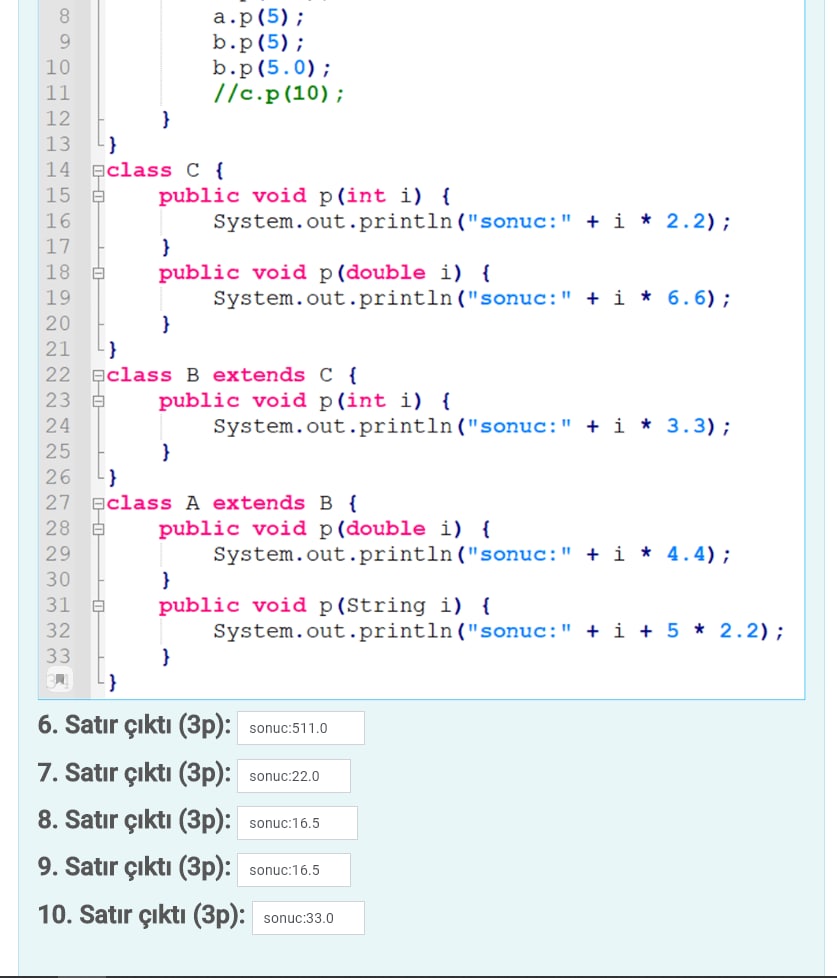 8 a.p(5);
9 b.p(5);
10 b.p(5.0);
11 //c.p(10);
12 }
13 }
14 class C {
15 public void p(int i) {
16 System.out.println("sonuc:" + i * 2.2);
17 }
18 public void p(double i) {
19 System.out.println("sonuc:" + i * 6.6);
20 }
21 }
22 class B extends C {
23 public void p(int i) {
24 System.out.println("sonuc:" + i * 3.3);
25 }
26 }
27 class A extends B {
28 public void p(double i) {
29 System.out.println("sonuc:" + i * 4.4);
30 }
31 public void p(String i) {
32 System.out.println("sonuc:" + i + 5 * 2.2);
33 }
}
6. Satır çıktı (3p): sonuc:511.0
7. Satır çıktı (3p): sonuc:22.0
8. Satır çıktı (3p): sonuc:16.5
9. Satır çıktı (3p): sonuc:16.5
10. Satır çıktı (3p): sonuc:33.0